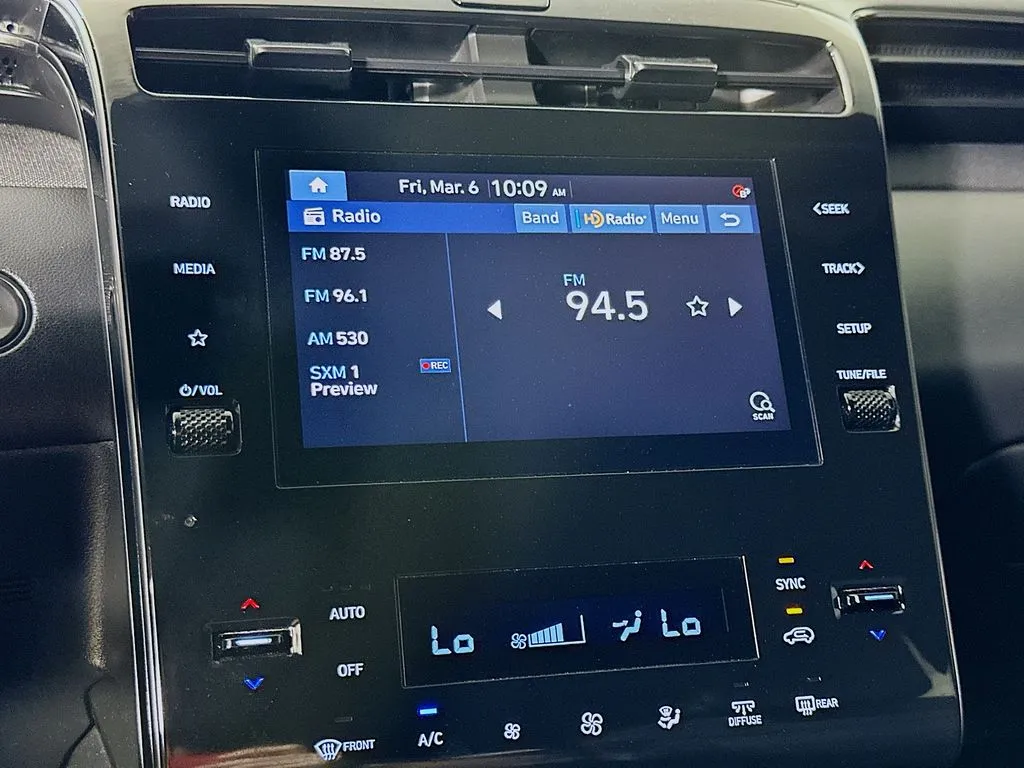 Fri, Mar. 6 10:09 AM
Radio Band HD Radio Menu
FM 87.5
FM 96.1
AM 530
SXM 1
Preview
REC
FM
94.5
SCAN
RADIO
MEDIA
/VOL
<SEEK
TRACK>
SETUP
TUNE/FILE
AUTO
OFF
Lo Lo
SYNC
FRONT
A/C
DIFFUSE
REAR